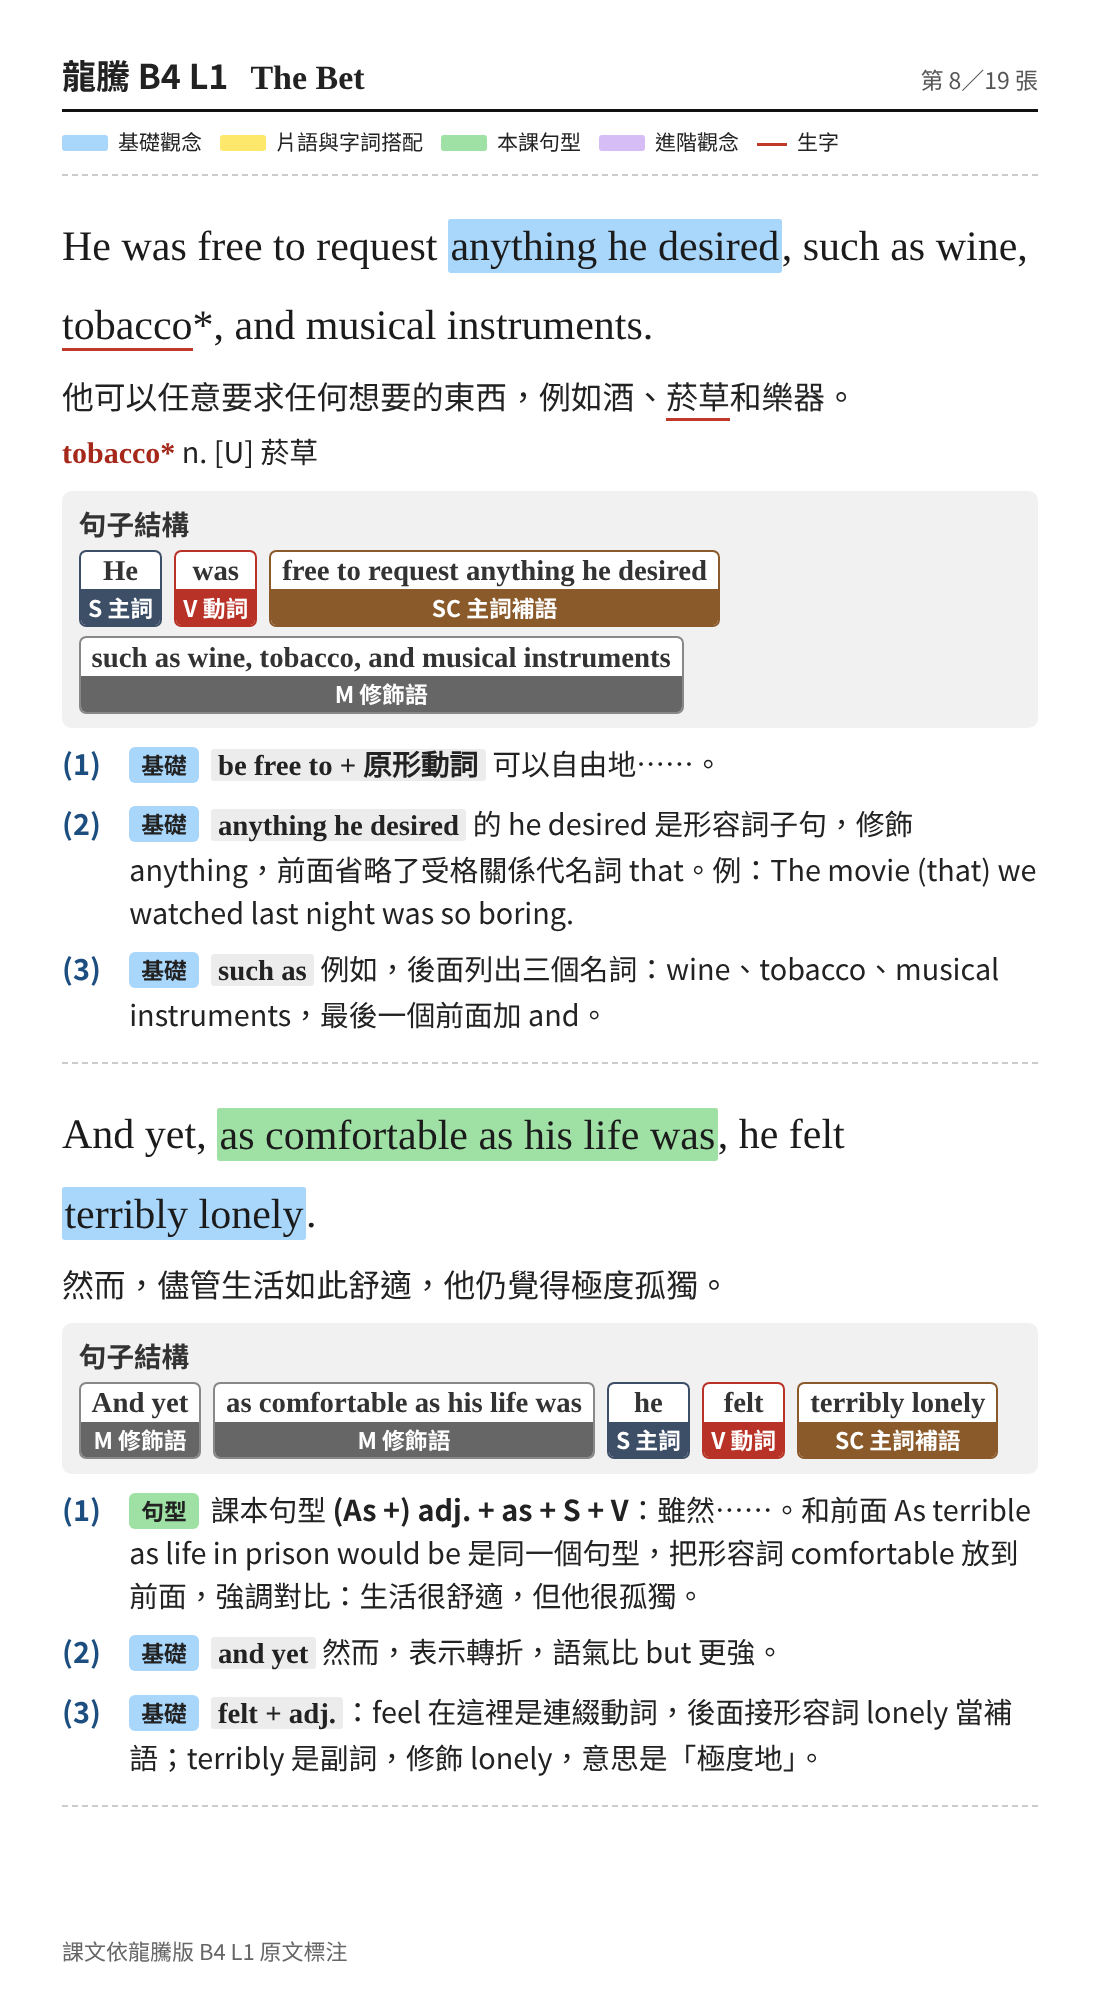 龍騰 B4 L1 The Bet
第 8／19 張
基礎觀念 片語與字詞搭配 本課句型 進階觀念 生字
He was free to request anything he desired, such as wine,
tobacco*, and musical instruments.
他可以任意要求任何想要的東西，例如酒、菸草和樂器。
tobacco* n. [U] 菸草
句子結構
He was free to request anything he desired
S 主詞 V 動詞 SC 主詞補語
such as wine, tobacco, and musical instruments
M 修飾語
(1) 基礎 be free to + 原形動詞 可以自由地……。
(2) 基礎 anything he desired 的 he desired 是形容詞子句，修飾
anything，前面省略了受格關係代名詞 that。例：The movie (that) we
watched last night was so boring.
(3) 基礎 such as 例如，後面列出三個名詞：wine、tobacco、musical
instruments，最後一個前面加 and。
And yet, as comfortable as his life was, he felt
terribly lonely.
然而，儘管生活如此舒適，他仍覺得極度孤獨。
句子結構
And yet as comfortable as his life was he felt terribly lonely
M 修飾語 M 修飾語 S 主詞 V 動詞 SC 主詞補語
(1) 句型 課本句型 (As +) adj. + as + S + V：雖然……。和前面 As terrible
as life in prison would be 是同一個句型，把形容詞 comfortable 放到
前面，強調對比：生活很舒適，但他很孤獨。
(2) 基礎 and yet 然而，表示轉折，語氣比 but 更強。
(3) 基礎 felt + adj.：feel 在這裡是連綴動詞，後面接形容詞 lonely 當補
語；terribly 是副詞，修飾 lonely，意思是「極度地」。
課文依龍騰版 B4 L1 原文標注